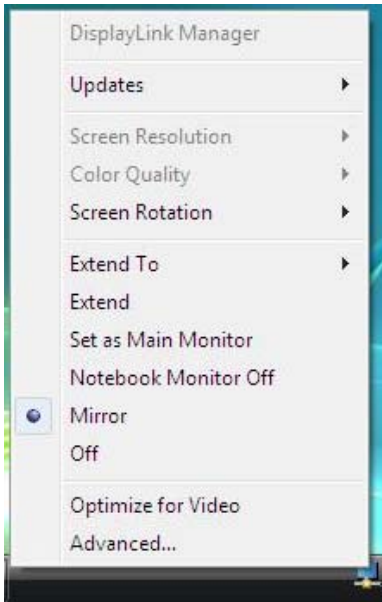 DisplayLink Manager
Updates
Screen Resolution
Color Quality
Screen Rotation
Extend To
Extend
Set as Main Monitor
Notebook Monitor Off
Mirror
Off
Optimize for Video
Advanced...